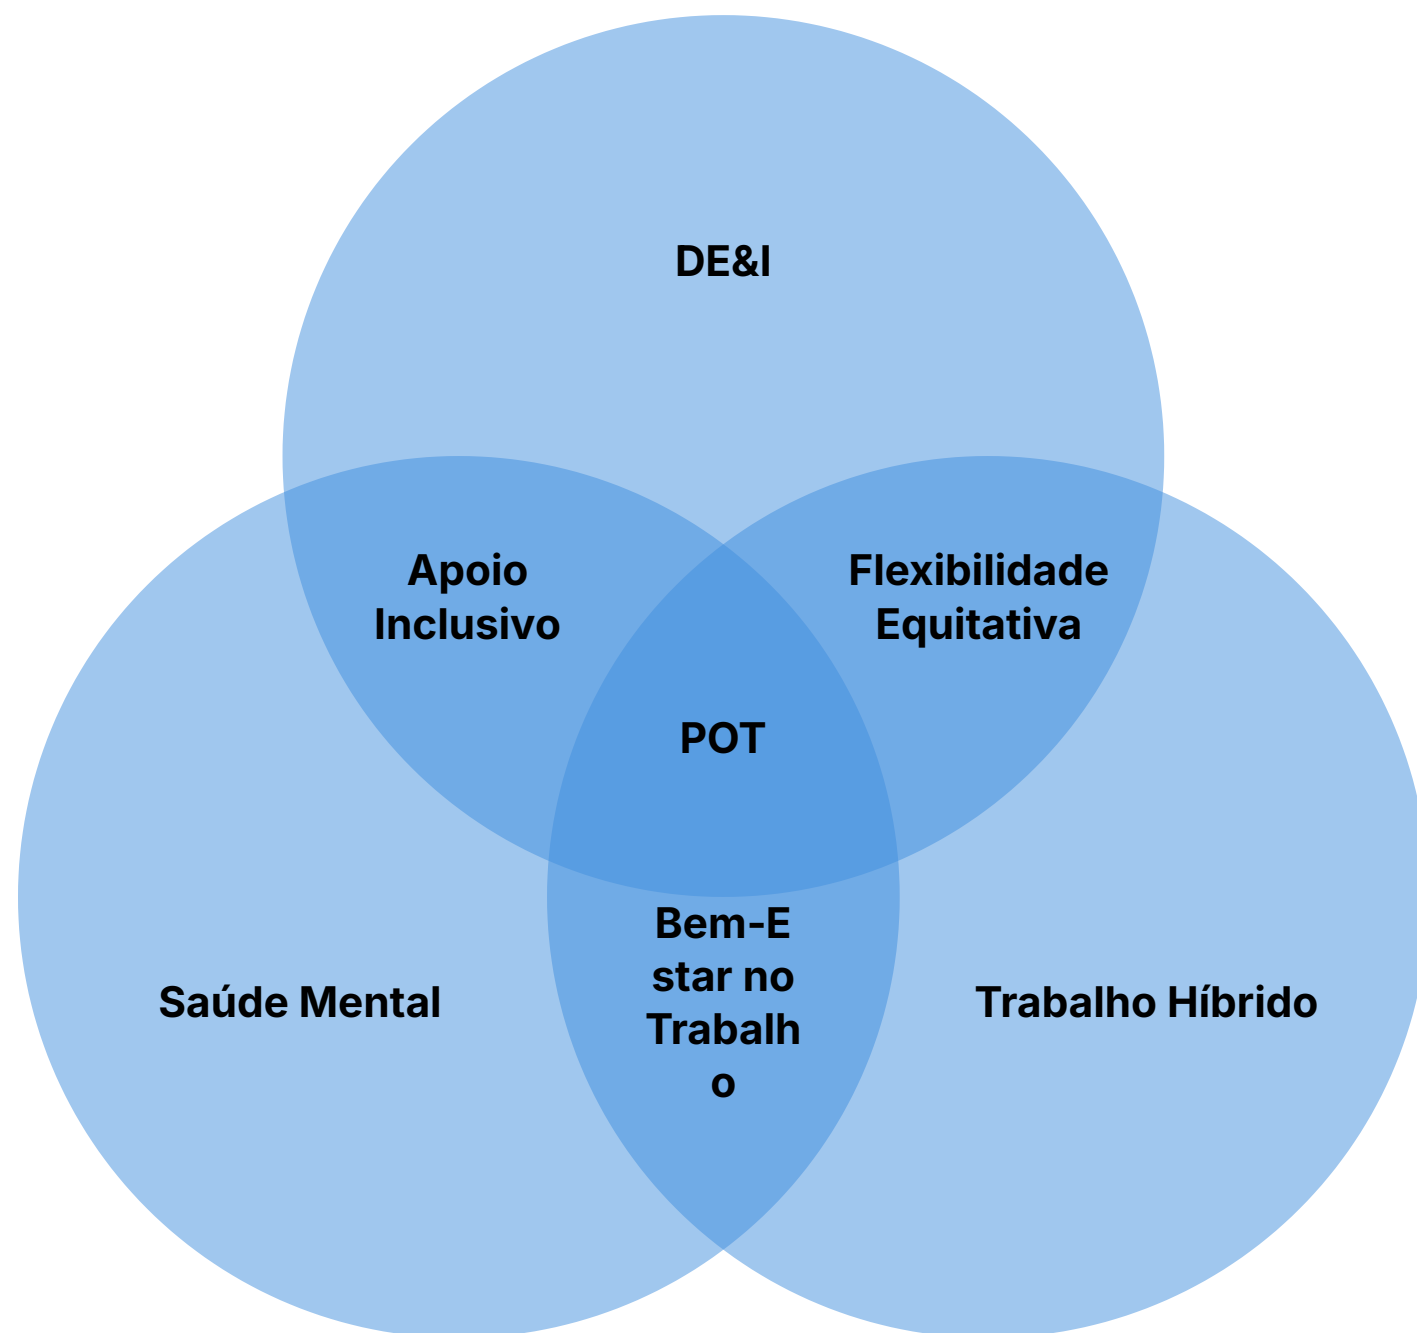 DE&I
Apoio
Inclusivo
Flexibilidade
Equitativa
POT
Bem-E
star no
Trabalh
o
Saúde Mental
Trabalho Híbrido